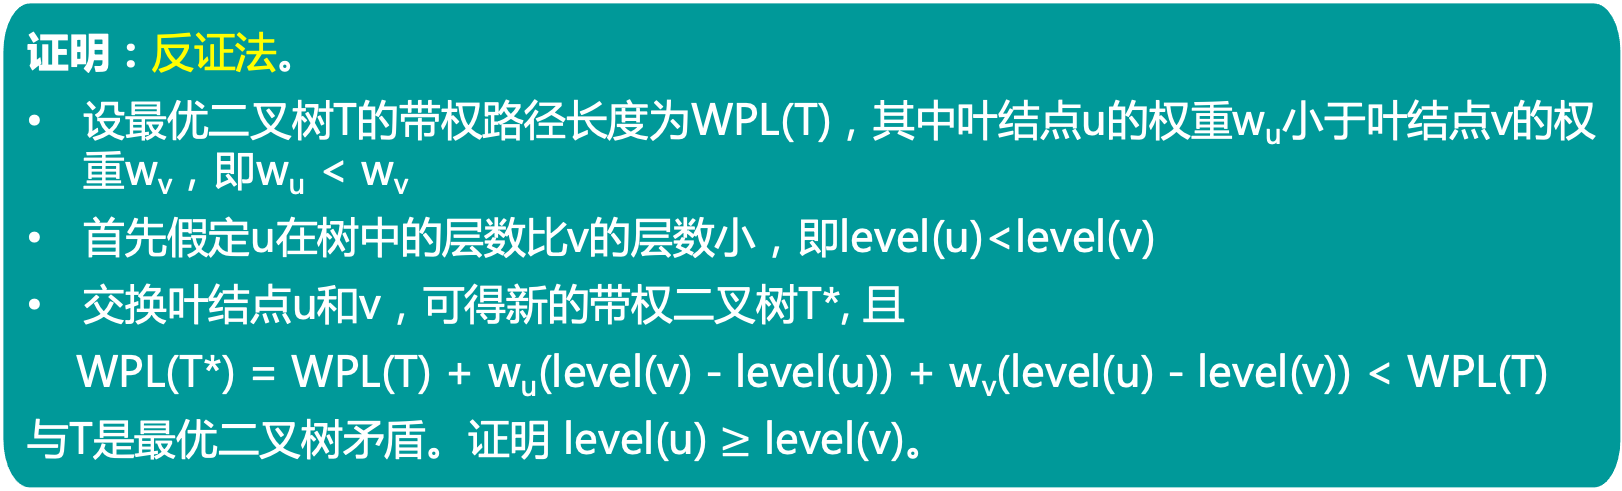 证明：反证法。
• 设最优二叉树T的带权路径长度为WPL(T)，其中叶结点u的权重wu小于叶结点v的权
重wv，即wu < wv
• 首先假定u在树中的层数比v的层数小，即level(u)<level(v)
• 交换叶结点u和v，可得新的带权二叉树T*, 且
WPL(T*) = WPL(T) + wu(level(v) - level(u)) + wv(level(u) - level(v)) < WPL(T)
与T是最优二叉树矛盾。证明 level(u) ≥ level(v)。